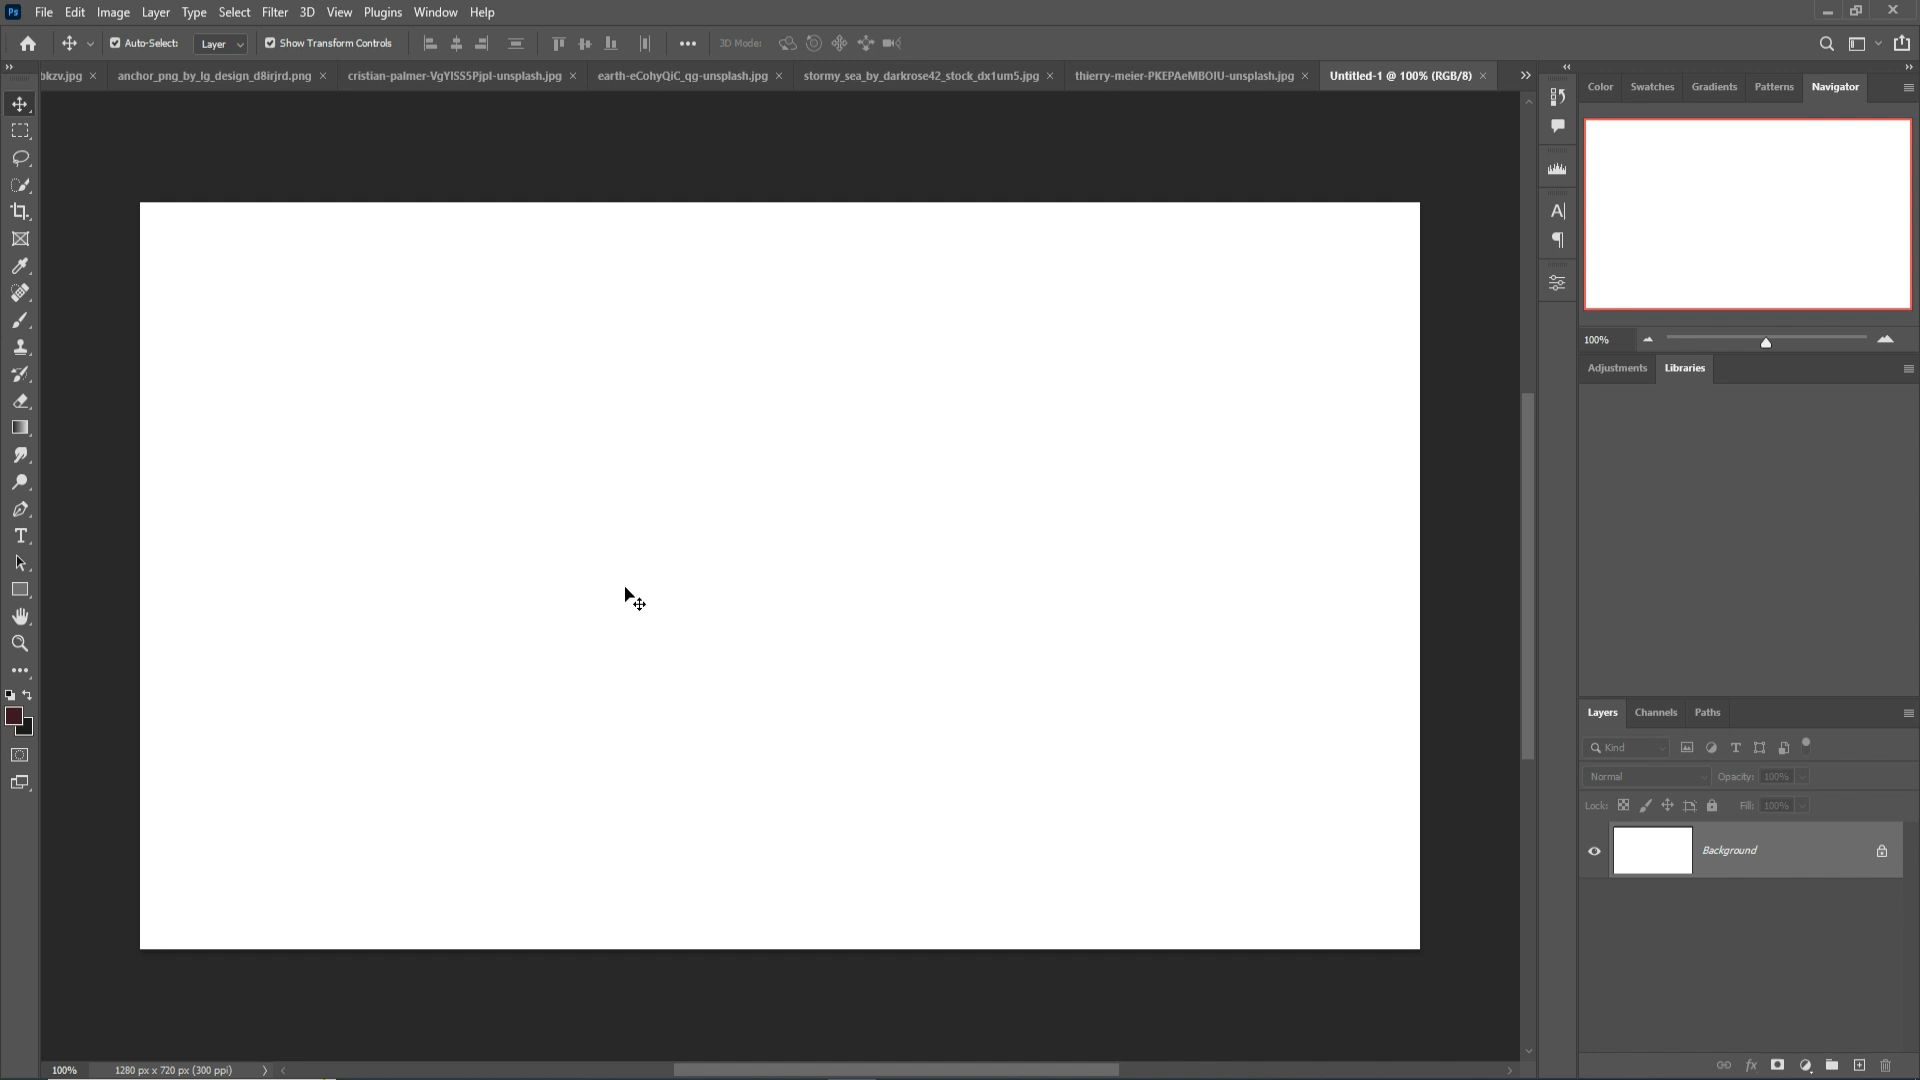 Ps File Edit Image Layer Type Select Filter 3D View Plugins Window Help
Auto-Select: Layer Show Transform Controls 3D Mode:
bkzv.jpg anchor_png_by_lg_design_d8irjrd.png cristian-palmer-VgYlSS5PjpI-unsplash.jpg earth-eCohyQiC_qg-unsplash.jpg stormy_sea_by_darkrose42_stock_dx1um5.jpg thierry-meier-PKEPAeMBOIU-unsplash.jpg Untitled-1 @ 100% (RGB/8)
Color Swatches Gradients Patterns Navigator
100%
Adjustments Libraries
Layers Channels Paths
Kind
Normal Opacity: 100%
Lock: Fill: 100%
Background
100% 1280 px x 720 px (300 ppi)